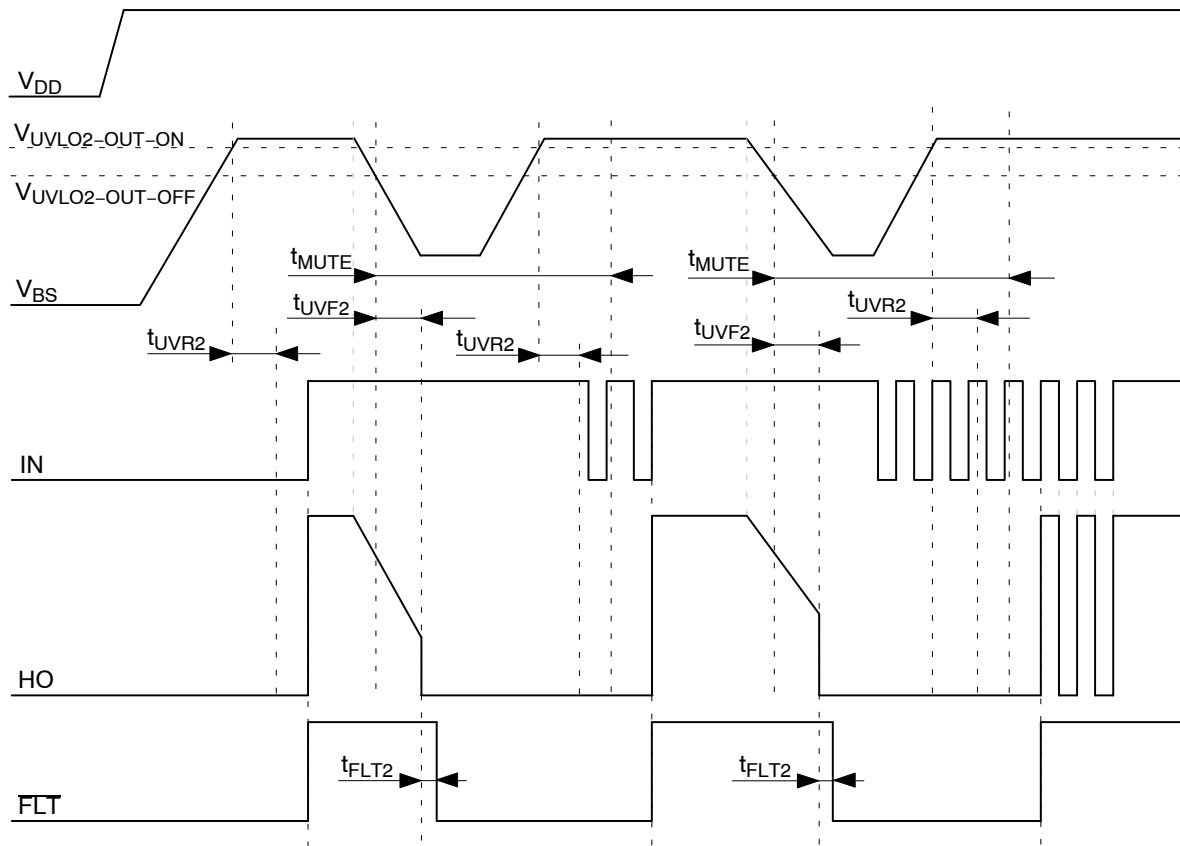 VDD
VUVLO2−OUT−ON
VUVLO2−OUT−OFF
tMUTE
tMUTE
VBS
tUVF2
tUVR2
tUVR2
tUVR2
tUVF2
IN
HO
tFLT2
tFLT2
FLT